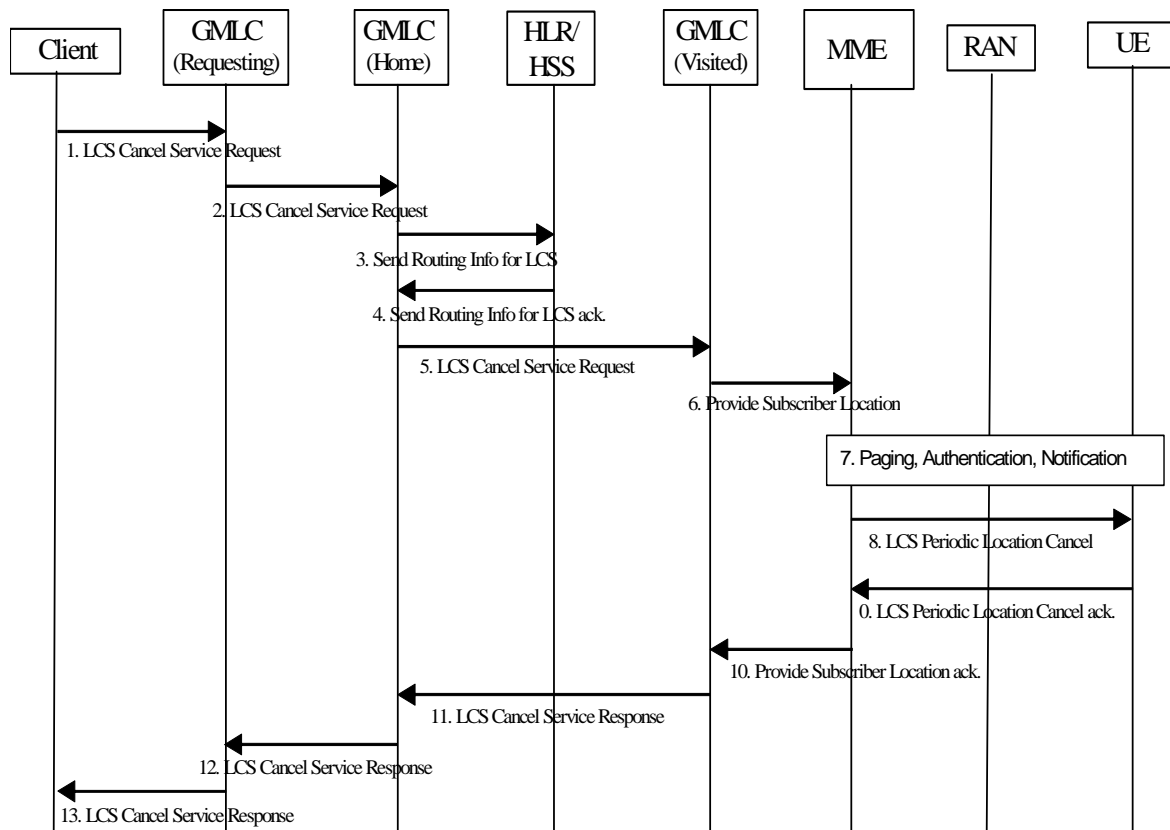 Client
GMLC
(Requesting)
GMLC
(Home)
HLR/
HSS
GMLC
(Visited)
MME
RAN
UE
1. LCS Cancel Service Request
2. LCS Cancel Service Request
3. Send Routing Info for LCS
4. Send Routing Info for LCS ack.
5. LCS Cancel Service Request
6. Provide Subscriber Location
7. Paging, Authentication, Notification
8. LCS Periodic Location Cancel
0. LCS Periodic Location Cancel ack.
10. Provide Subscriber Location ack.
11. LCS Cancel Service Response
12. LCS Cancel Service Response
13. LCS Cancel Service Response